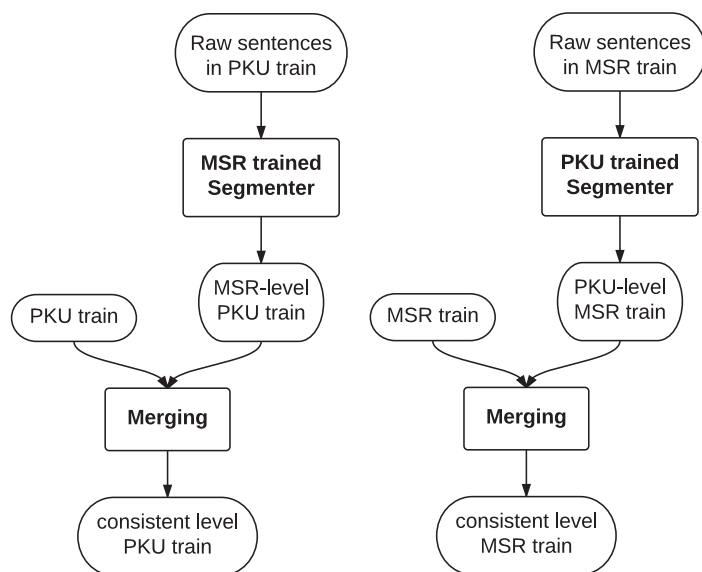 Raw sentences
in PKU train
MSR trained
Segmenter
MSR-level
PKU train
PKU train
Merging
consistent level
PKU train
Raw sentences
in MSR train
PKU trained
Segmenter
PKU-level
MSR train
MSR train
Merging
consistent level
MSR train